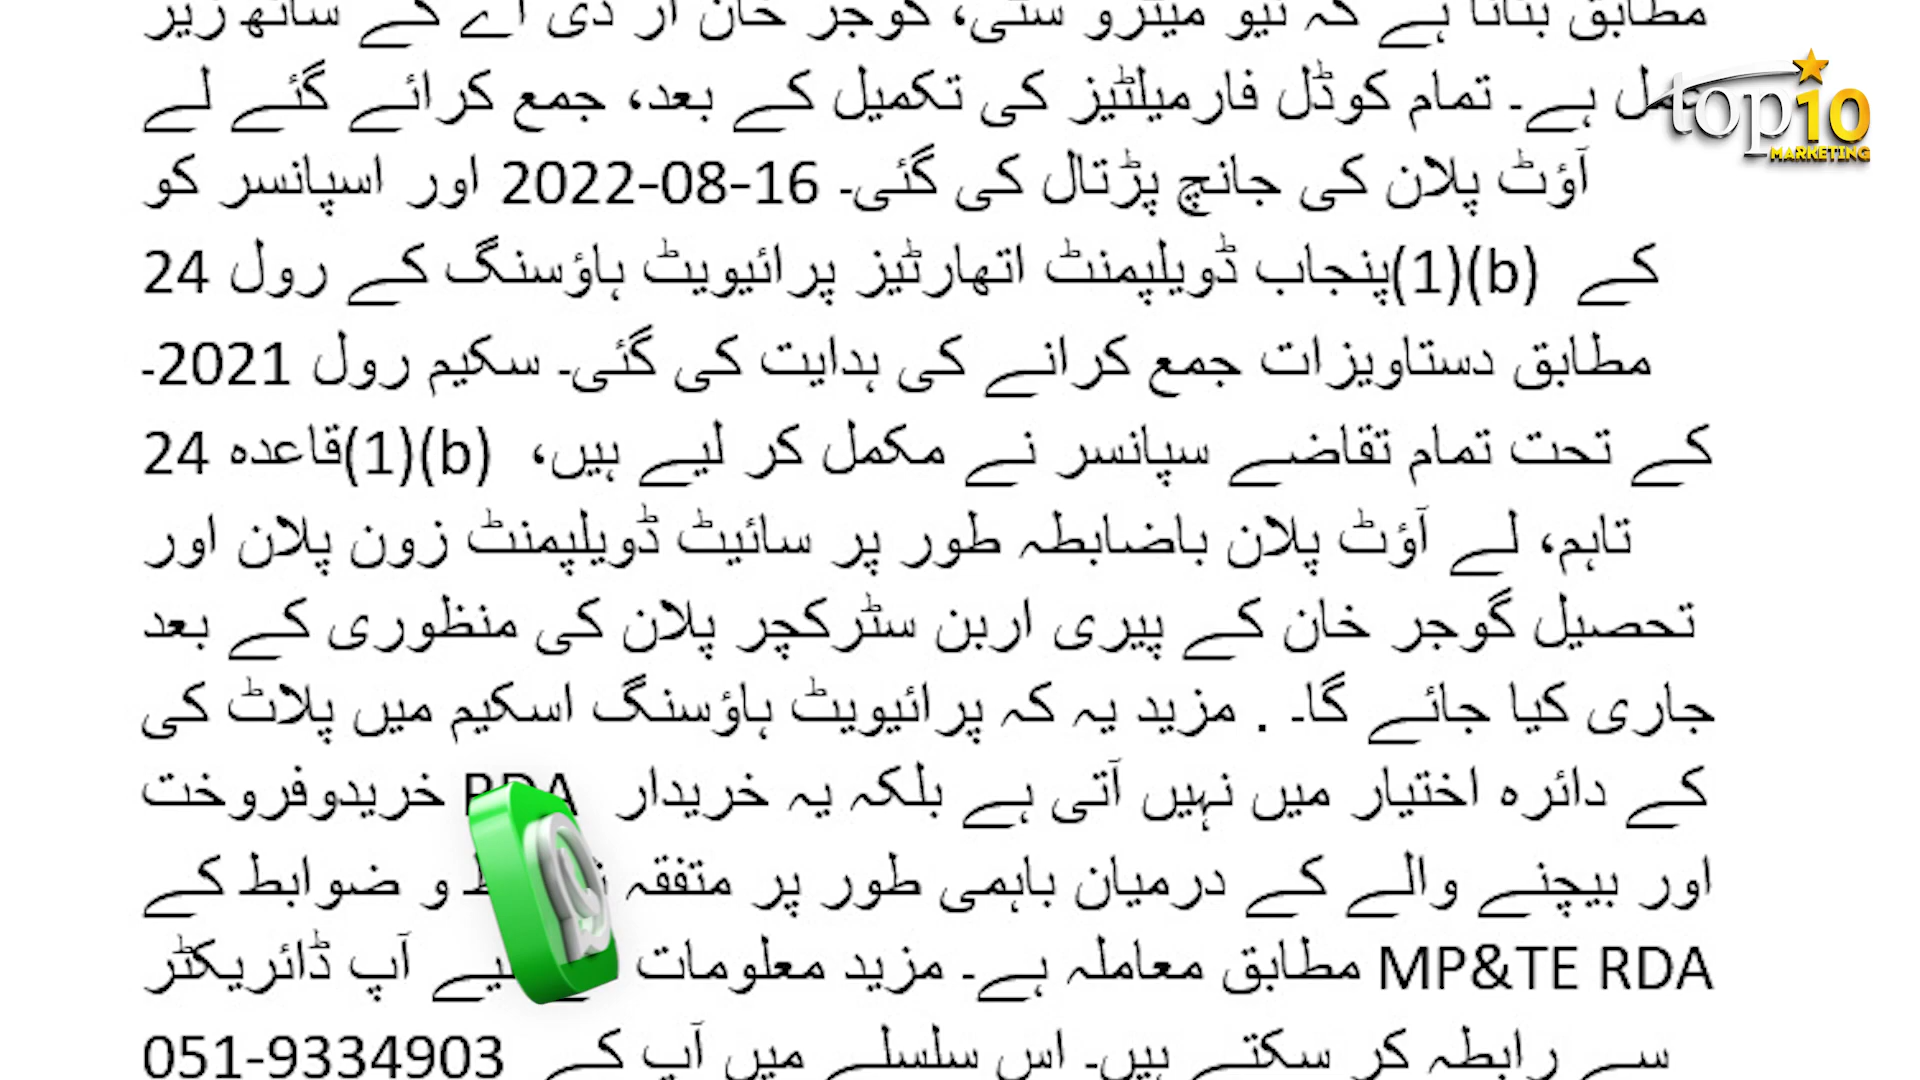 مطابق بتانا ہے کہ نیو میٹرو سٹی، گوجر خان آر ڈی اے کے ساتھ زیر
عمل ہے۔ تمام کوڈل فارمیلٹیز کی تکمیل کے بعد، جمع کرائے گئے لے
آؤٹ پلان کی جانچ پڑتال کی گئی۔ 16-08-2022 اور اسپانسر کو
کے (b)(1)پنجاب ڈویلپمنٹ اتھارٹیز پرائیویٹ ہاؤسنگ کے رول 24
مطابق دستاویزات جمع کرانے کی ہدایت کی گئی۔ سکیم رول 2021-
کے تحت تمام تقاضے سپانسر نے مکمل کر لیے ہیں، (b)(1)قاعدہ 24
تاہم، لے آؤٹ پلان باضابطہ طور پر سائیٹ ڈویلپمنٹ زون پلان اور
تحصیل گوجر خان کے پیری اربن سٹرکچر پلان کی منظوری کے بعد
جاری کیا جائے گا۔ . مزید یہ کہ پرائیویٹ ہاؤسنگ اسکیم میں پلاٹ کی
کے دائرہ اختیار میں نہیں آتی ہے بلکہ یہ خریدار RDA خریدوفروخت
اور بیچنے والے کے درمیان باہمی طور پر متفقہ و ضوابط کے
MP&TE RDA مطابق معاملہ ہے۔ مزید معلومات آپ ڈائریکٹر
سے رابطہ کر سکتے ہیں۔ اس سلسلے میں آپ کے 051-9334903
top10
MARKETING